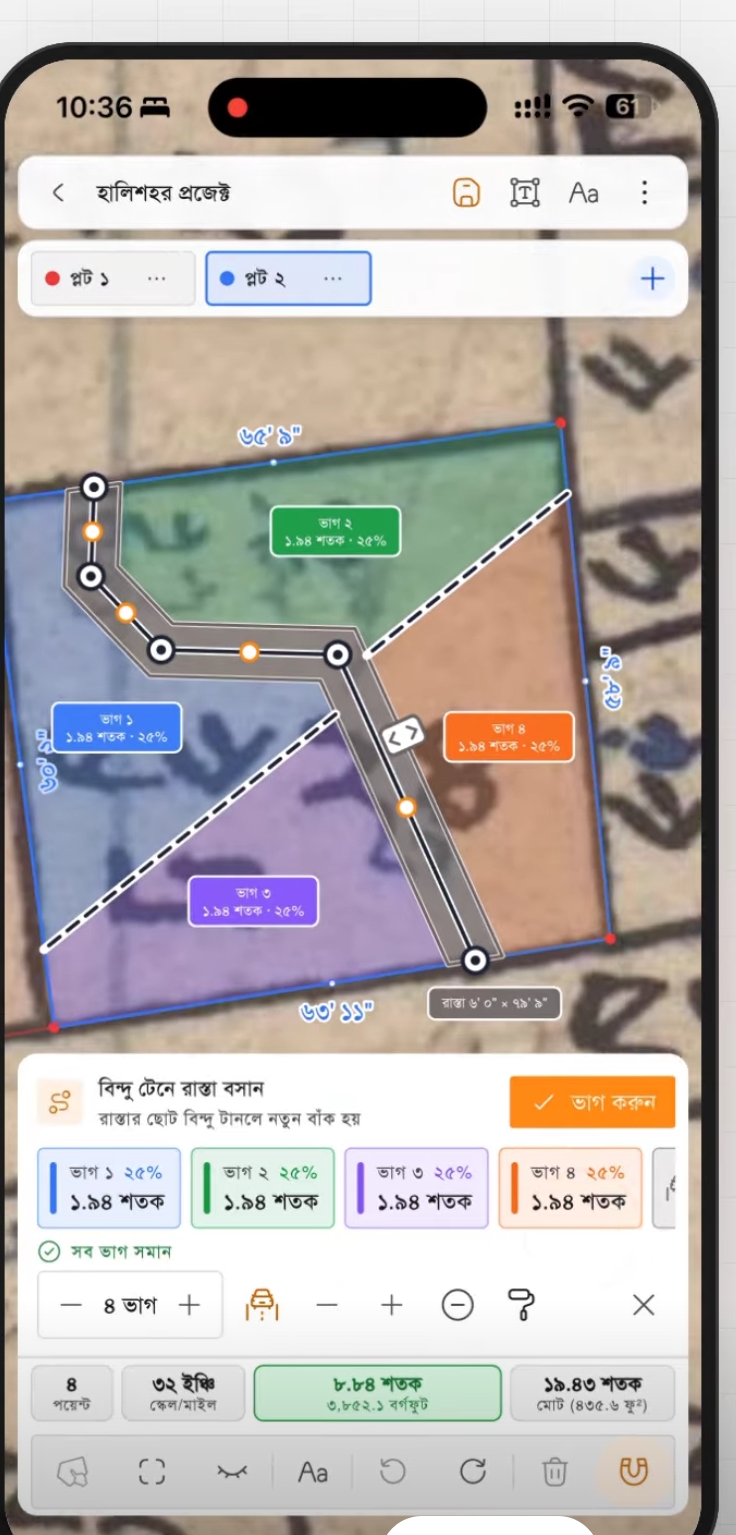 10:36
61
হালিশহর প্রজেক্ট
Aa
প্লট ১ ...
প্লট ২ ...
৬৫' ৯"
ভাগ ২
১.৯৪ শতক · ২৫%
ভাগ ১
১.৯৪ শতক · ২৫%
ভাগ ৪
১.৯৪ শতক · ২৫%
ভাগ ৩
১.৯৪ শতক · ২৫%
৬৩' ১১"
রাস্তা ৬' ০" × ৭৯' ৯"
বিন্দু টেনে রাস্তা বসান
রাস্তার ছোট বিন্দু টানলে নতুন বাঁক হয়
ভাগ করুন
ভাগ ১ ২৫%
১.৯৪ শতক
ভাগ ২ ২৫%
১.৯৪ শতক
ভাগ ৩ ২৫%
১.৯৪ শতক
ভাগ ৪ ২৫%
১.৯৪ শতক
সব ভাগ সমান
৪ ভাগ
৪
পয়েন্ট
৩২ ইঞ্চি
স্কেল/মাইল
৮.৮৪ শতক
৩,৮৫২.১ বর্গফুট
১৯.৪৩ শতক
মোট (৪৩৫.৬ ফু²)
Aa